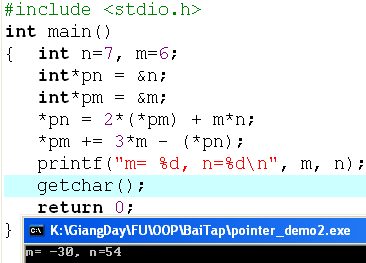 #include <stdio.h>
int main()
{ int n=7, m=6;
int*pn = &n;
int*pm = &m;
*pn = 2*(*pm) + m*n;
*pm += 3*m - (*pn);
printf("m= %d, n=%d\n", m, n);
getchar();
return 0;
}
K:\GiangDay\FU\OOP\BaiTap\pointer_demo2.exe
m= -30, n=54